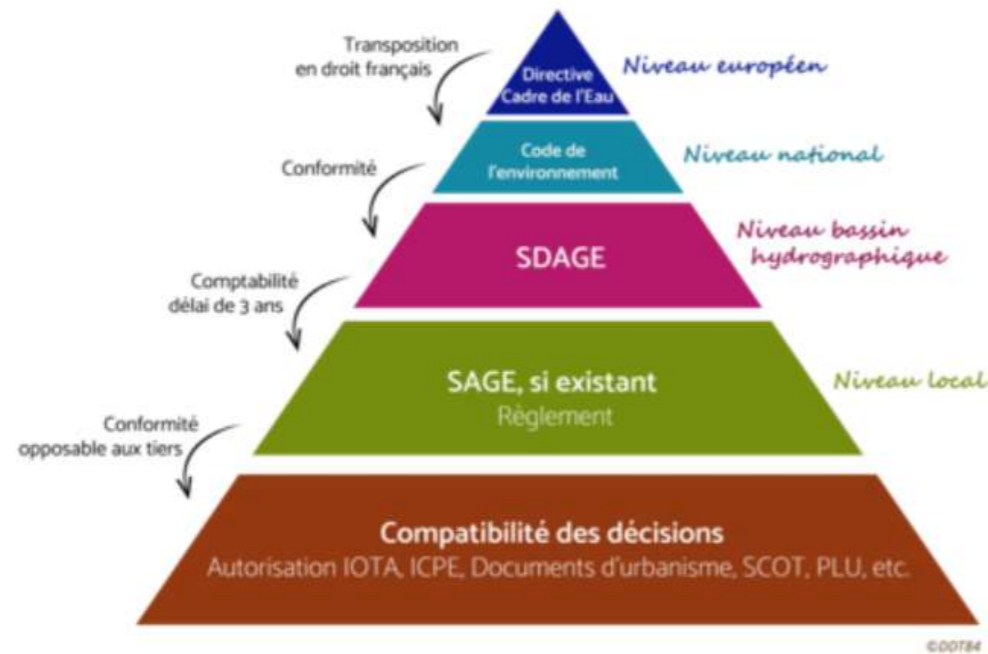 Transposition
en droit français
Directive
Cadre de l'Eau
Niveau européen
Conformité
Code de
l'environnement
Niveau national
Comptabilité
délai de 3 ans
SDAGE
Niveau bassin
hydrographique
Conformité
opposable aux tiers
SAGE, si existant
Règlement
Niveau local
Compatibilité des décisions
Autorisation IOTA, ICPE, Documents d'urbanisme, SCOT, PLU, etc.
©DDT84